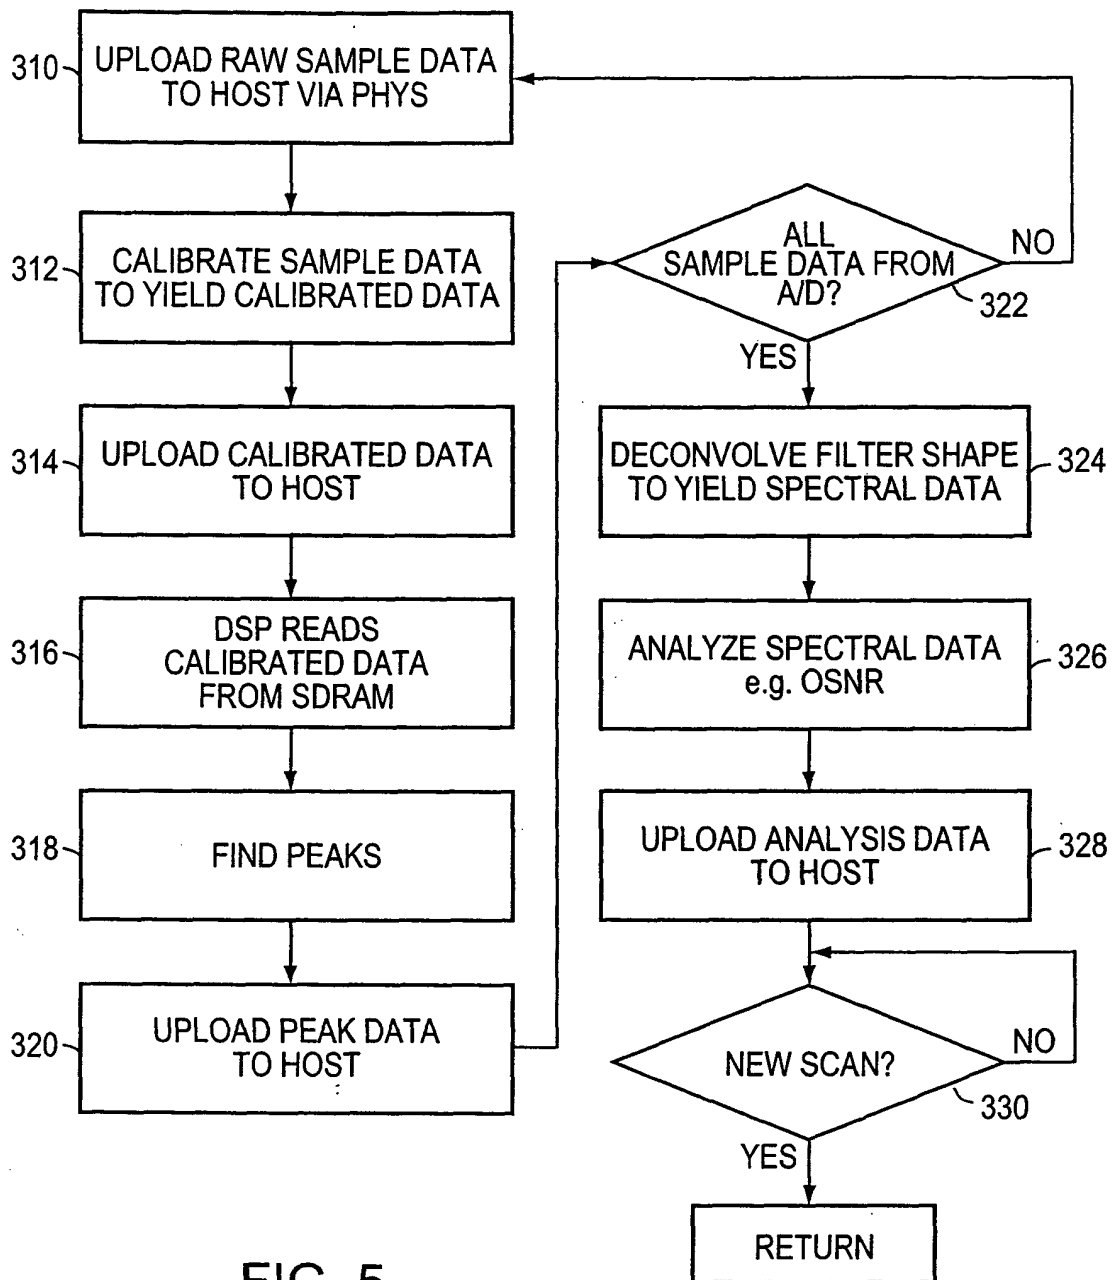 310
UPLOAD RAW SAMPLE DATA
TO HOST VIA PHYS
312
CALIBRATE SAMPLE DATA
TO YIELD CALIBRATED DATA
314
UPLOAD CALIBRATED DATA
TO HOST
316
DSP READS
CALIBRATED DATA
FROM SDRAM
318
FIND PEAKS
320
UPLOAD PEAK DATA
TO HOST
ALL
SAMPLE DATA FROM
A/D?
NO
322
YES
DECONVOLVE FILTER SHAPE
TO YIELD SPECTRAL DATA
324
ANALYZE SPECTRAL DATA
e.g. OSNR
326
UPLOAD ANALYSIS DATA
TO HOST
328
NEW SCAN?
NO
330
YES
RETURN
FIG. 5